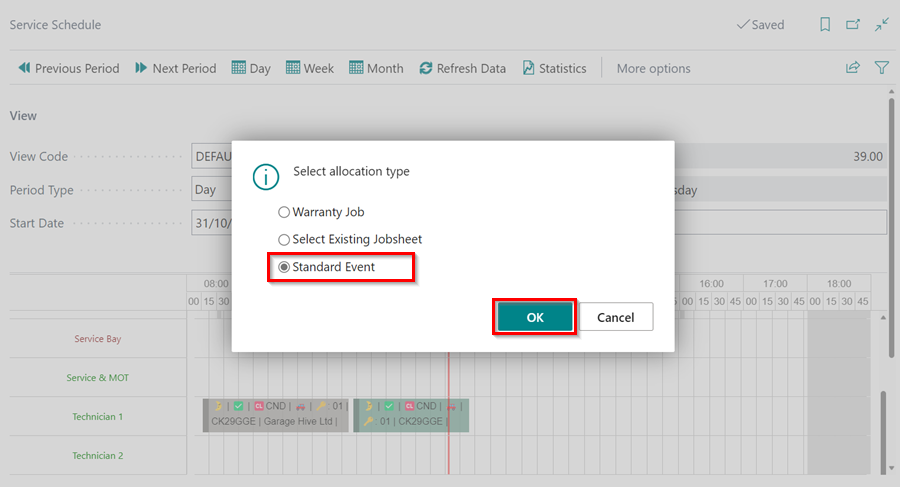 Service Schedule
Saved
Previous Period Next Period Day Week Month Refresh Data Statistics More options
View
View Code DEFAU 39.00
Period Type Day sday
Start Date 31/10/
Select allocation type
Warranty Job
Select Existing Jobsheet
Standard Event
OK Cancel
08:00 16:00 17:00 18:00
00 15 30 00 15 30 45 00 15 30 45 00 15 30 45
Service Bay
Service & MOT
Technician 1
| | CL CND | | : 01 |
CK29GGE | Garage Hive Ltd |
| | CL CND | |
: 01 | CK29GGE |
Technician 2